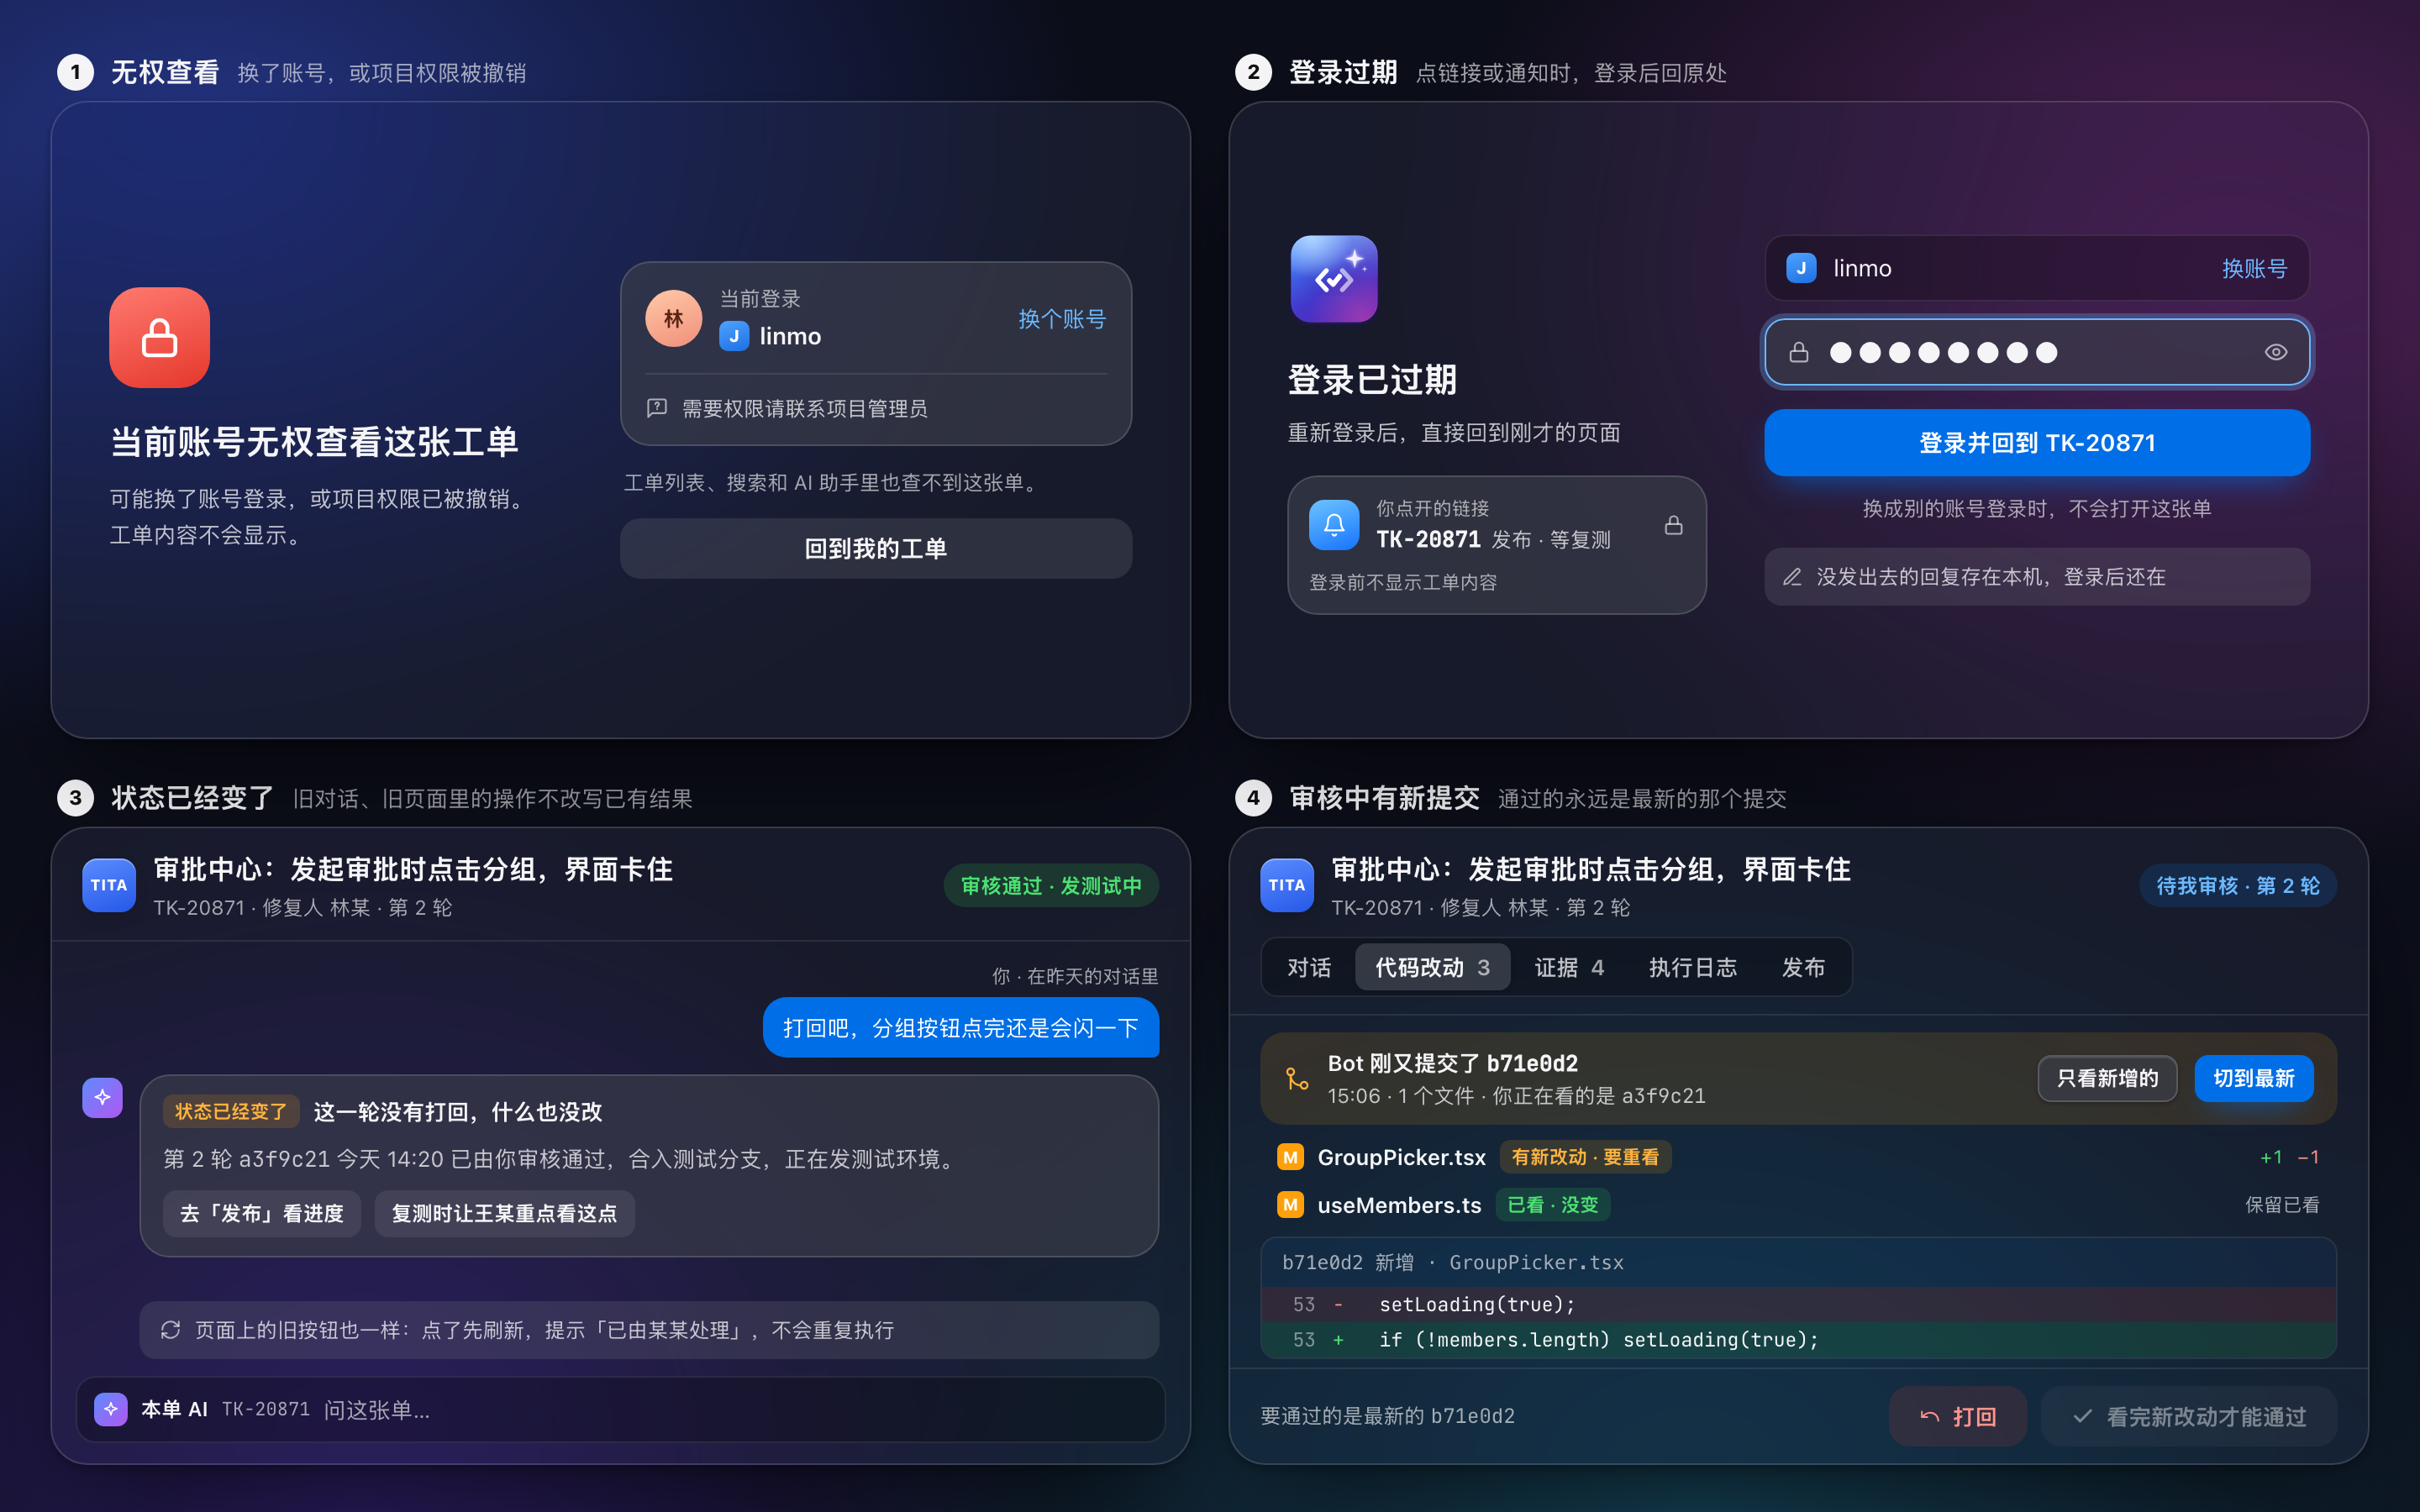 1 无权查看 换了账号，或项目权限被撤销
当前账号无权查看这张工单
可能换了账号登录，或项目权限已被撤销。
工单内容不会显示。
林
当前登录
J linmo
换个账号
需要权限请联系项目管理员
工单列表、搜索和 AI 助手里也查不到这张单。
回到我的工单
2 登录过期 点链接或通知时，登录后回原处
登录已过期
重新登录后，直接回到刚才的页面
你点开的链接
TK-20871 发布 · 等复测
登录前不显示工单内容
J linmo 换账号
登录并回到 TK-20871
换成别的账号登录时，不会打开这张单
没发出去的回复存在本机，登录后还在
3 状态已经变了 旧对话、旧页面里的操作不改写已有结果
TITA
审批中心：发起审批时点击分组，界面卡住
TK-20871 · 修复人 林某 · 第 2 轮
审核通过 · 发测试中
你 · 在昨天的对话里
打回吧，分组按钮点完还是会闪一下
状态已经变了 这一轮没有打回，什么也没改
第 2 轮 a3f9c21 今天 14:20 已由你审核通过，合入测试分支，正在发测试环境。
去「发布」看进度 复测时让王某重点看这点
页面上的旧按钮也一样：点了先刷新，提示「已由某某处理」，不会重复执行
本单 AI TK-20871 问这张单...
4 审核中有新提交 通过的永远是最新的那个提交
TITA
审批中心：发起审批时点击分组，界面卡住
TK-20871 · 修复人 林某 · 第 2 轮
待我审核 · 第 2 轮
对话 代码改动 3 证据 4 执行日志 发布
Bot 刚又提交了 b71e0d2
15:06 · 1 个文件 · 你正在看的是 a3f9c21
只看新增的 切到最新
M GroupPicker.tsx 有新改动 · 要重看 +1 −1
M useMembers.ts 已看 · 没变 保留已看
b71e0d2 新增 · GroupPicker.tsx
53 - setLoading(true);
53 + if (!members.length) setLoading(true);
要通过的是最新的 b71e0d2
打回 看完新改动才能通过